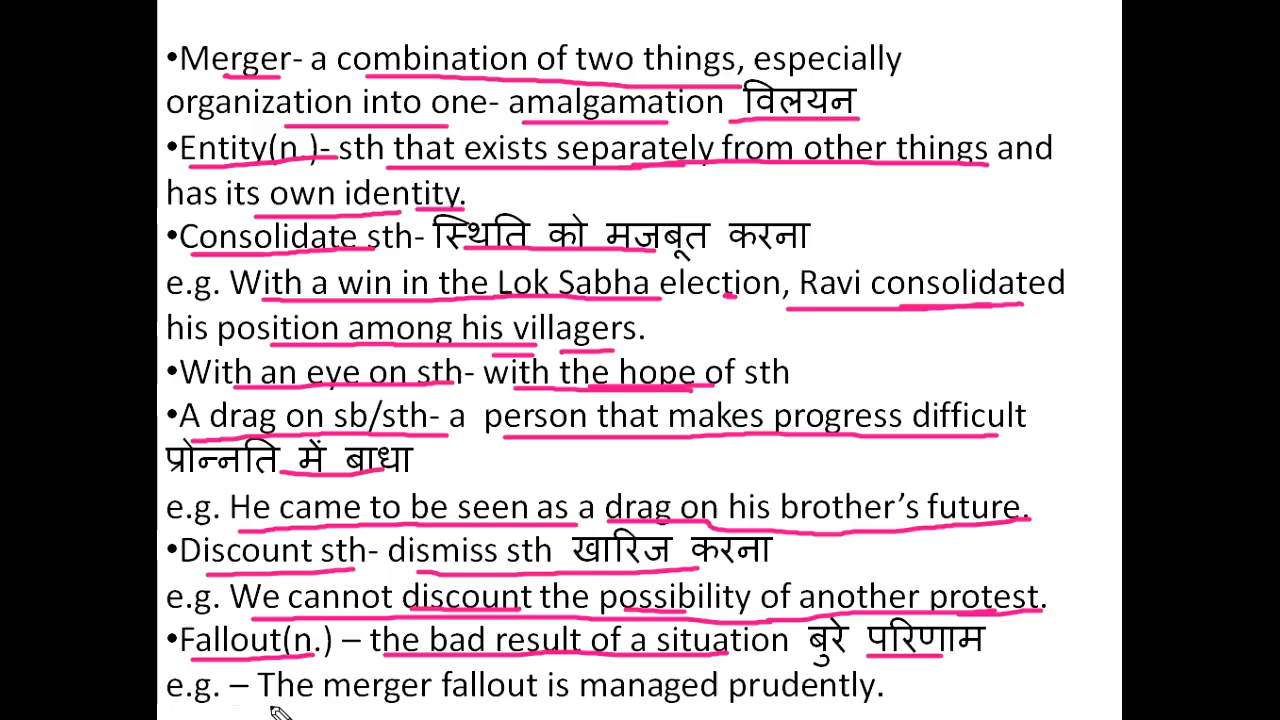 •Merger- a combination of two things, especially
organization into one- amalgamation विलयन
•Entity(n.)- sth that exists separately from other things and
has its own identity.
•Consolidate sth- स्थिति को मजबूत करना
e.g. With a win in the Lok Sabha election, Ravi consolidated
his position among his villagers.
•With an eye on sth- with the hope of sth
•A drag on sb/sth- a person that makes progress difficult
प्रोन्नति में बाधा
e.g. He came to be seen as a drag on his brother’s future.
•Discount sth- dismiss sth खारिज करना
e.g. We cannot discount the possibility of another protest.
•Fallout(n.) – the bad result of a situation बुरे परिणाम
e.g. – The merger fallout is managed prudently.